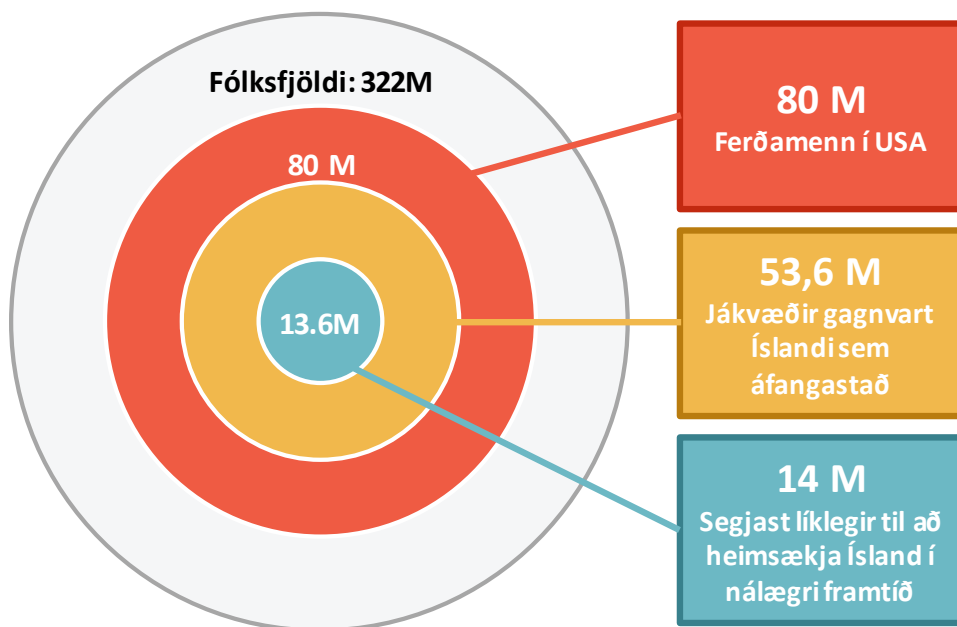 Fólksfjöldi: 322M
80 M
13.6M
80 M
Ferðamenn í USA
53,6 M
Jákvæðir gagnvart
Íslandi sem
áfangastað
14 M
Segjast líklegir til að
heimsækja Ísland í
nálægri framtíð